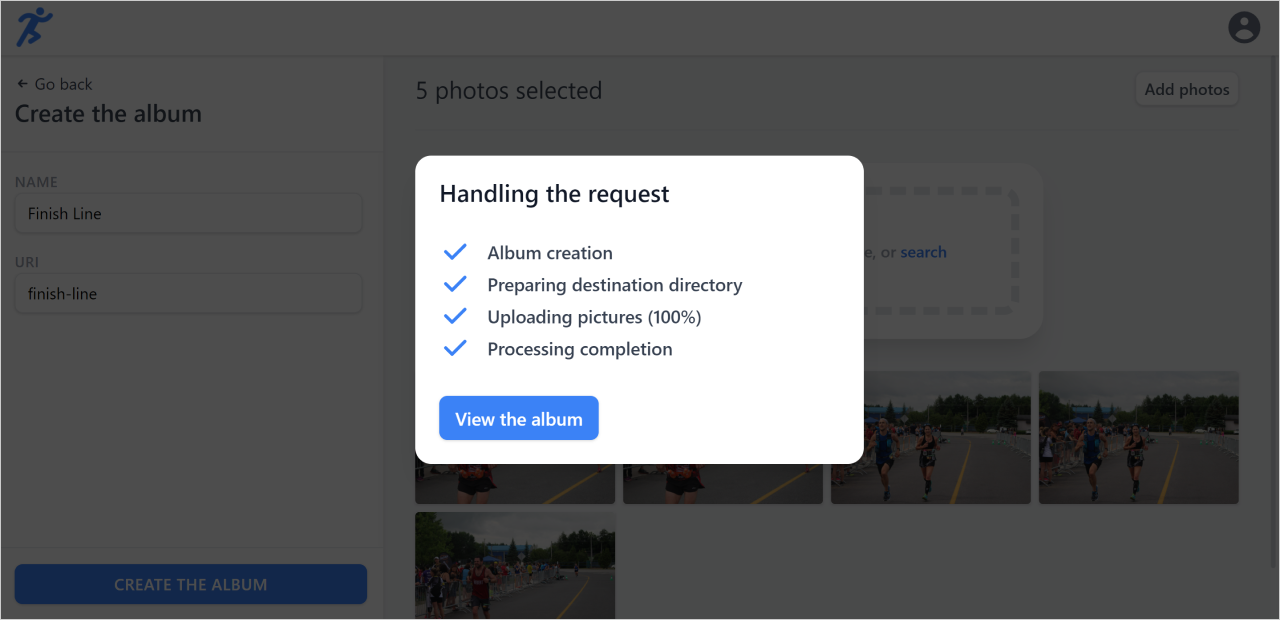 ← Go back
Create the album
NAME
Finish Line
URI
finish-line
CREATE THE ALBUM
5 photos selected
Add photos
or search
Handling the request
Album creation
Preparing destination directory
Uploading pictures (100%)
Processing completion
View the album